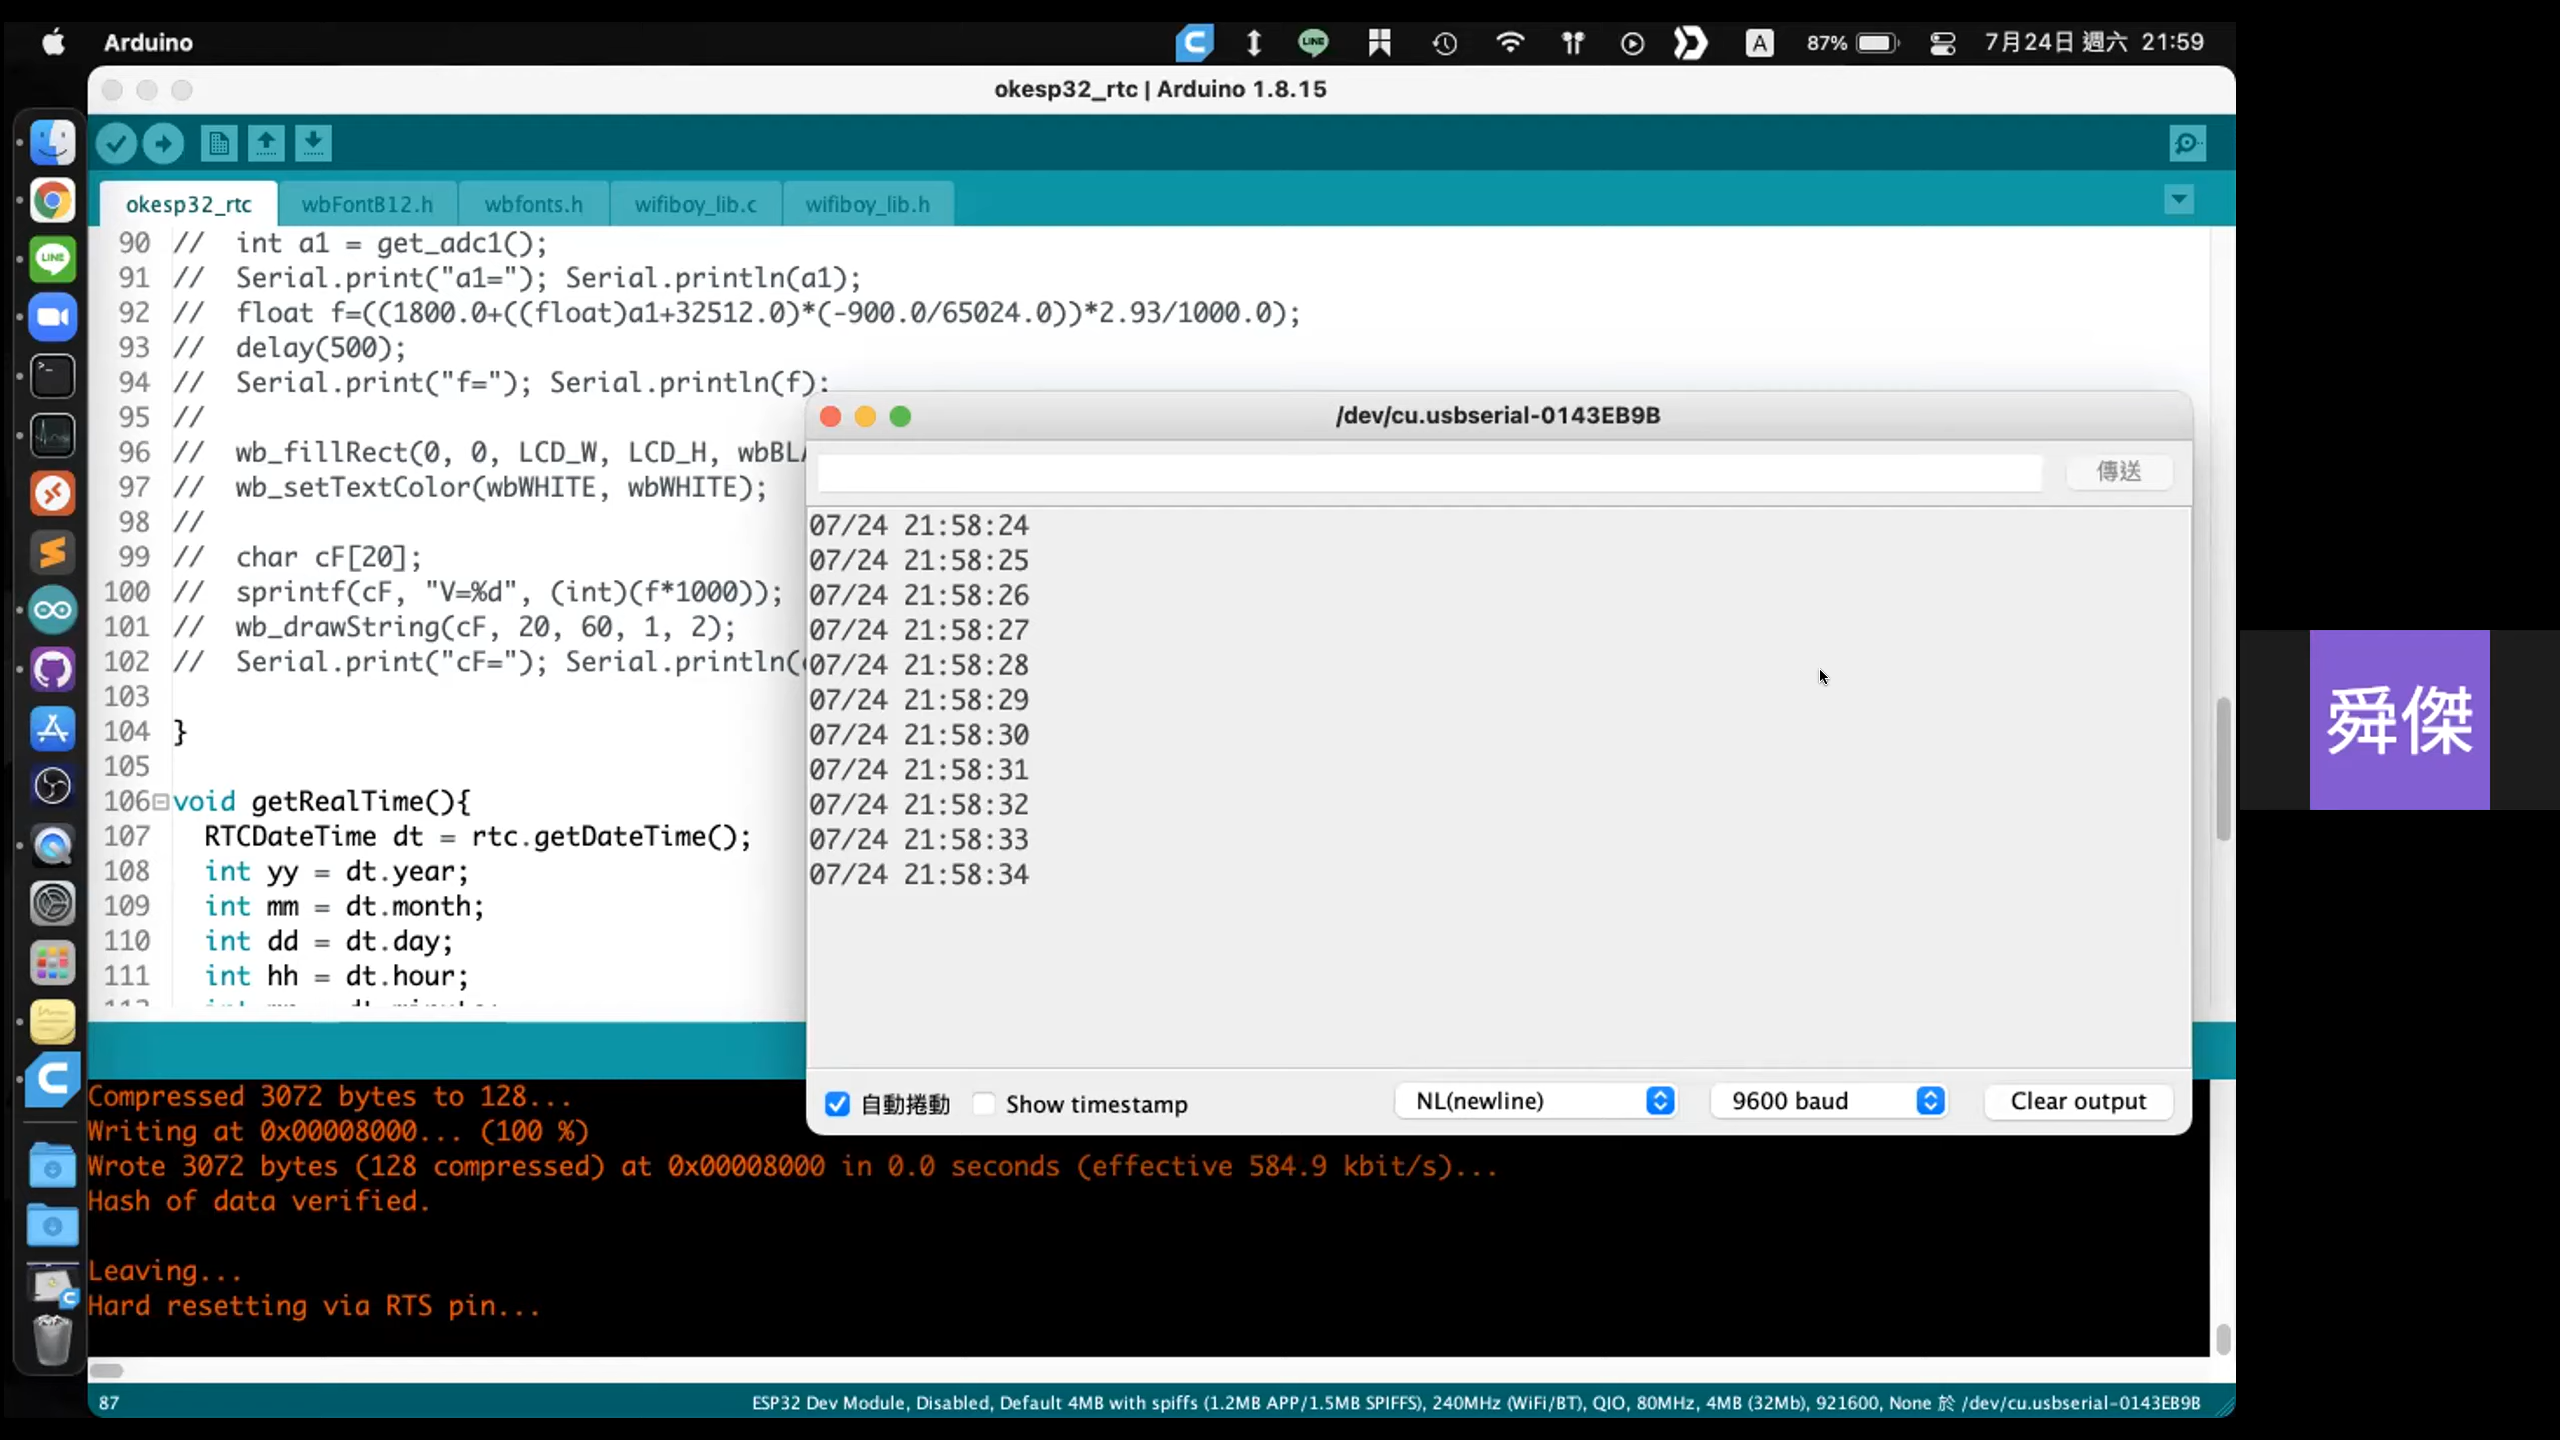 Arduino
LINE
A
87%
7月24日 週六 21:59
okesp32_rtc | Arduino 1.8.15
okesp32_rtc
wbFontB12.h
wbfonts.h
wifiboy_lib.c
wifiboy_lib.h
90 //  int a1 = get_adc1();
91 //  Serial.print("a1="); Serial.println(a1);
92 //  float f=((1800.0+((float)a1+32512.0)*(-900.0/65024.0))*2.93/1000.0);
93 //  delay(500);
94 //  Serial.print("f="); Serial.println(f);
95 //
96 //  wb_fillRect(0, 0, LCD_W, LCD_H, wbBLA
97 //  wb_setTextColor(wbWHITE, wbWHITE);
98 //
99 //  char cF[20];
100 //  sprintf(cF, "V=%d", (int)(f*1000));
101 //  wb_drawString(cF, 20, 60, 1, 2);
102 //  Serial.print("cF="); Serial.println(
103
104 }
105
106 void getRealTime(){
107   RTCDateTime dt = rtc.getDateTime();
108   int yy = dt.year;
109   int mm = dt.month;
110   int dd = dt.day;
111   int hh = dt.hour;
/dev/cu.usbserial-0143EB9B
傳送
07/24 21:58:24
07/24 21:58:25
07/24 21:58:26
07/24 21:58:27
07/24 21:58:28
07/24 21:58:29
07/24 21:58:30
07/24 21:58:31
07/24 21:58:32
07/24 21:58:33
07/24 21:58:34
自動捲動
Show timestamp
NL(newline)
9600 baud
Clear output
舜傑
Compressed 3072 bytes to 128...
Writing at 0x00008000... (100 %)
Wrote 3072 bytes (128 compressed) at 0x00008000 in 0.0 seconds (effective 584.9 kbit/s)...
Hash of data verified.
Leaving...
Hard resetting via RTS pin...
87
ESP32 Dev Module, Disabled, Default 4MB with spiffs (1.2MB APP/1.5MB SPIFFS), 240MHz (WiFi/BT), QIO, 80MHz, 4MB (32Mb), 921600, None 於 /dev/cu.usbserial-0143EB9B